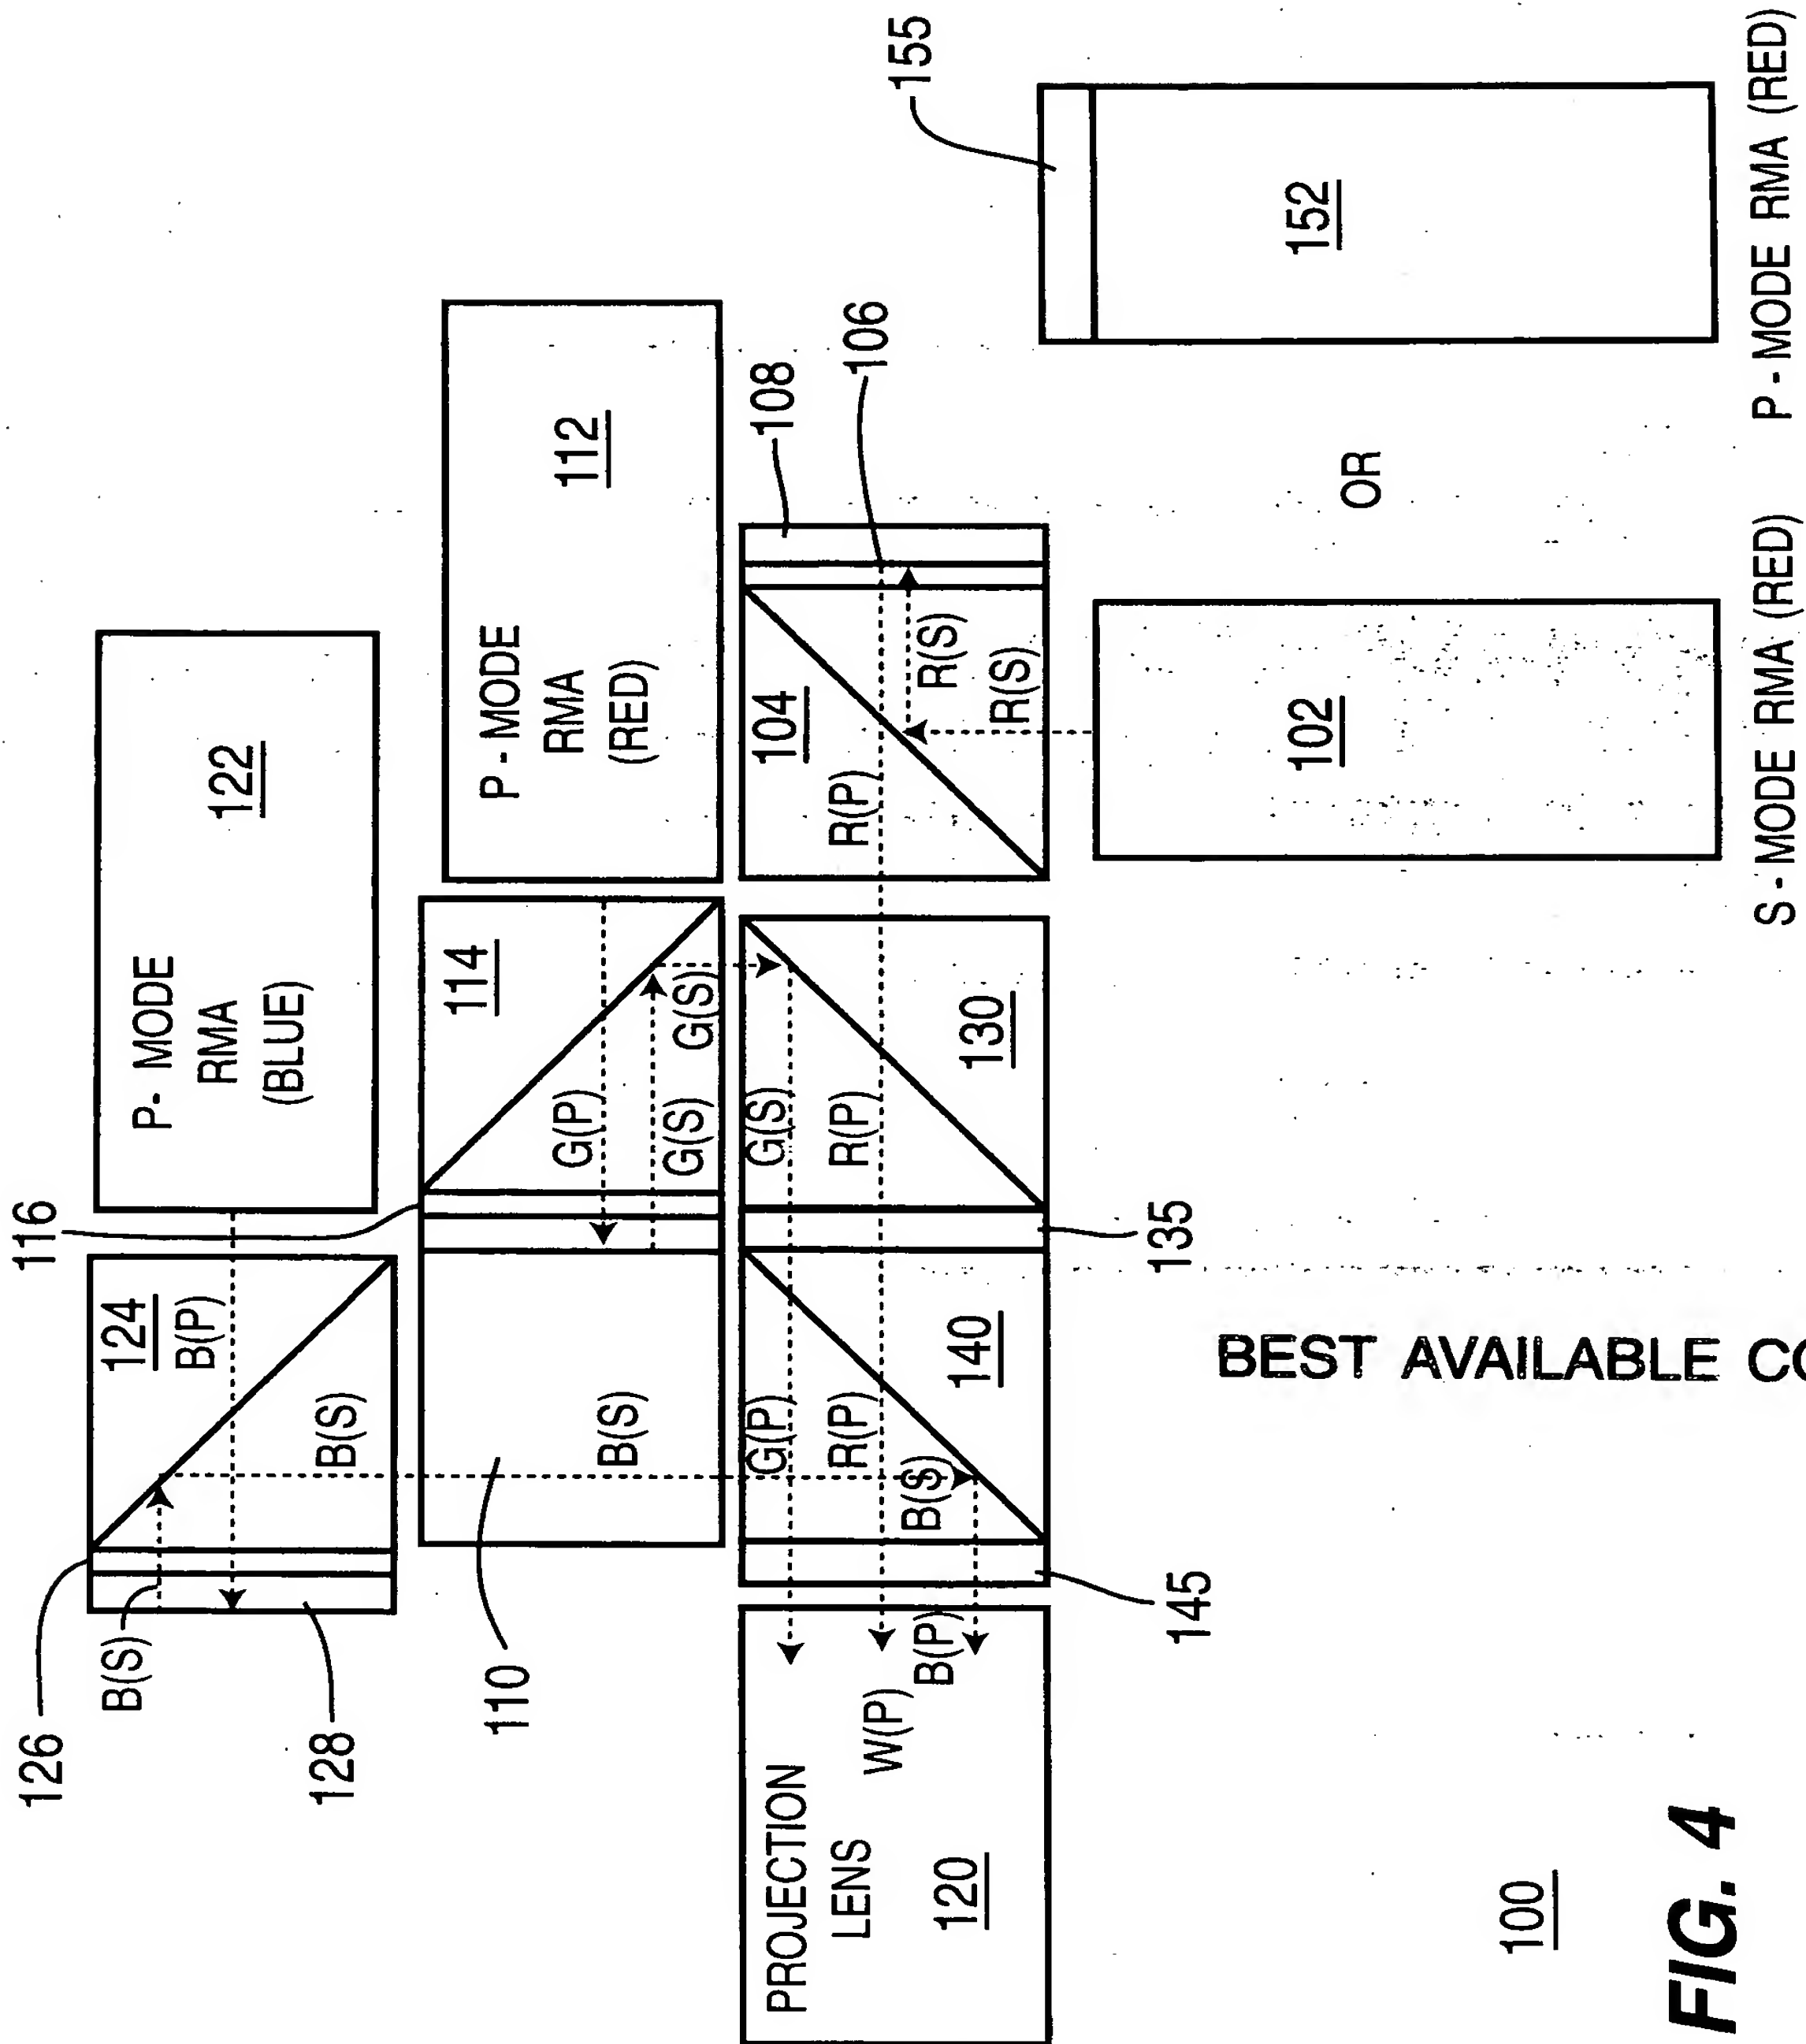 126
116
B(S)
128
124
B(P)
B(S)
P- MODE
RMA
(BLUE)
122
110
B(S)
G(P)
G(S)
G(S)
114
P - MODE
RMA
(RED)
112
PROJECTION
LENS
120
W(P)
B(P)
G(P)
R(P)
B(S)
140
G(S)
R(P)
130
R(P)
104
R(S)
R(S)
108
106
145
135
102
OR
152
155
S - MODE RMA (RED)
P - MODE RMA (RED)
BEST AVAILABLE CO
100
FIG. 4